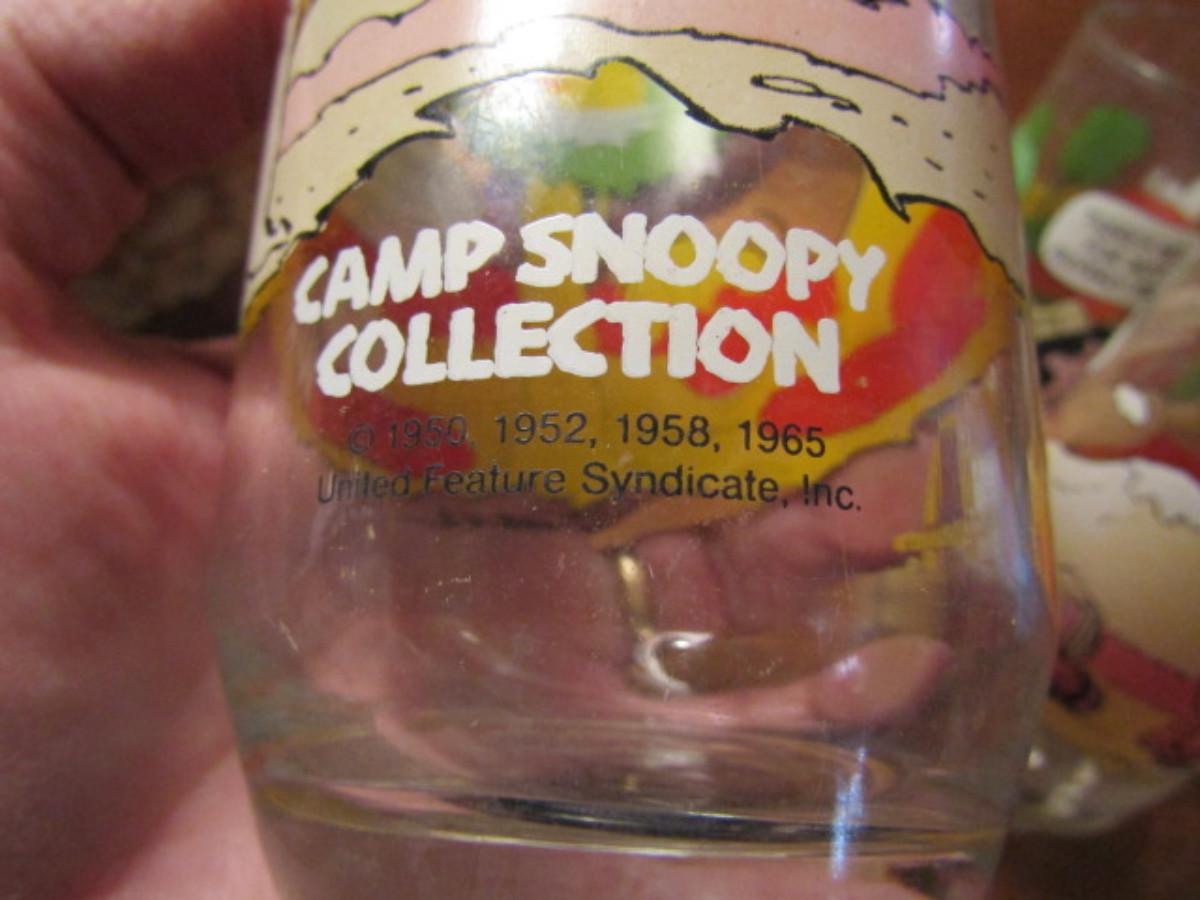 CAMP SNOOPY
COLLECTION
© 1950, 1952, 1958, 1965
United Feature Syndicate, Inc.